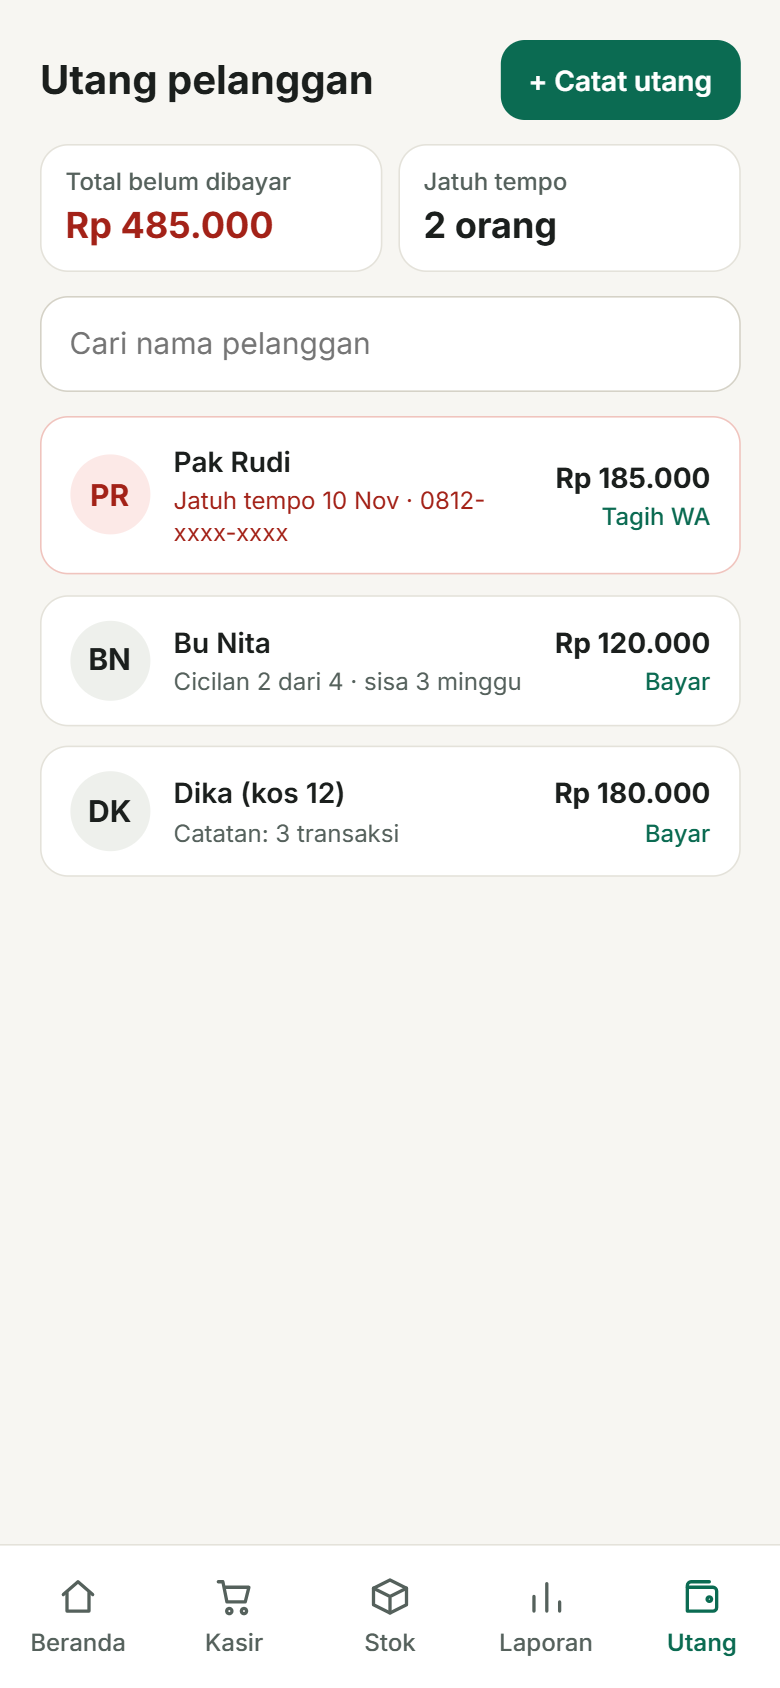 Utang pelanggan
+ Catat utang
Total belum dibayar
Rp 485.000
Jatuh tempo
2 orang
Cari nama pelanggan
PR
Pak Rudi
Jatuh tempo 10 Nov · 0812-
xxxx-xxxx
Rp 185.000
Tagih WA
BN
Bu Nita
Cicilan 2 dari 4 · sisa 3 minggu
Rp 120.000
Bayar
DK
Dika (kos 12)
Catatan: 3 transaksi
Rp 180.000
Bayar
Beranda
Kasir
Stok
Laporan
Utang